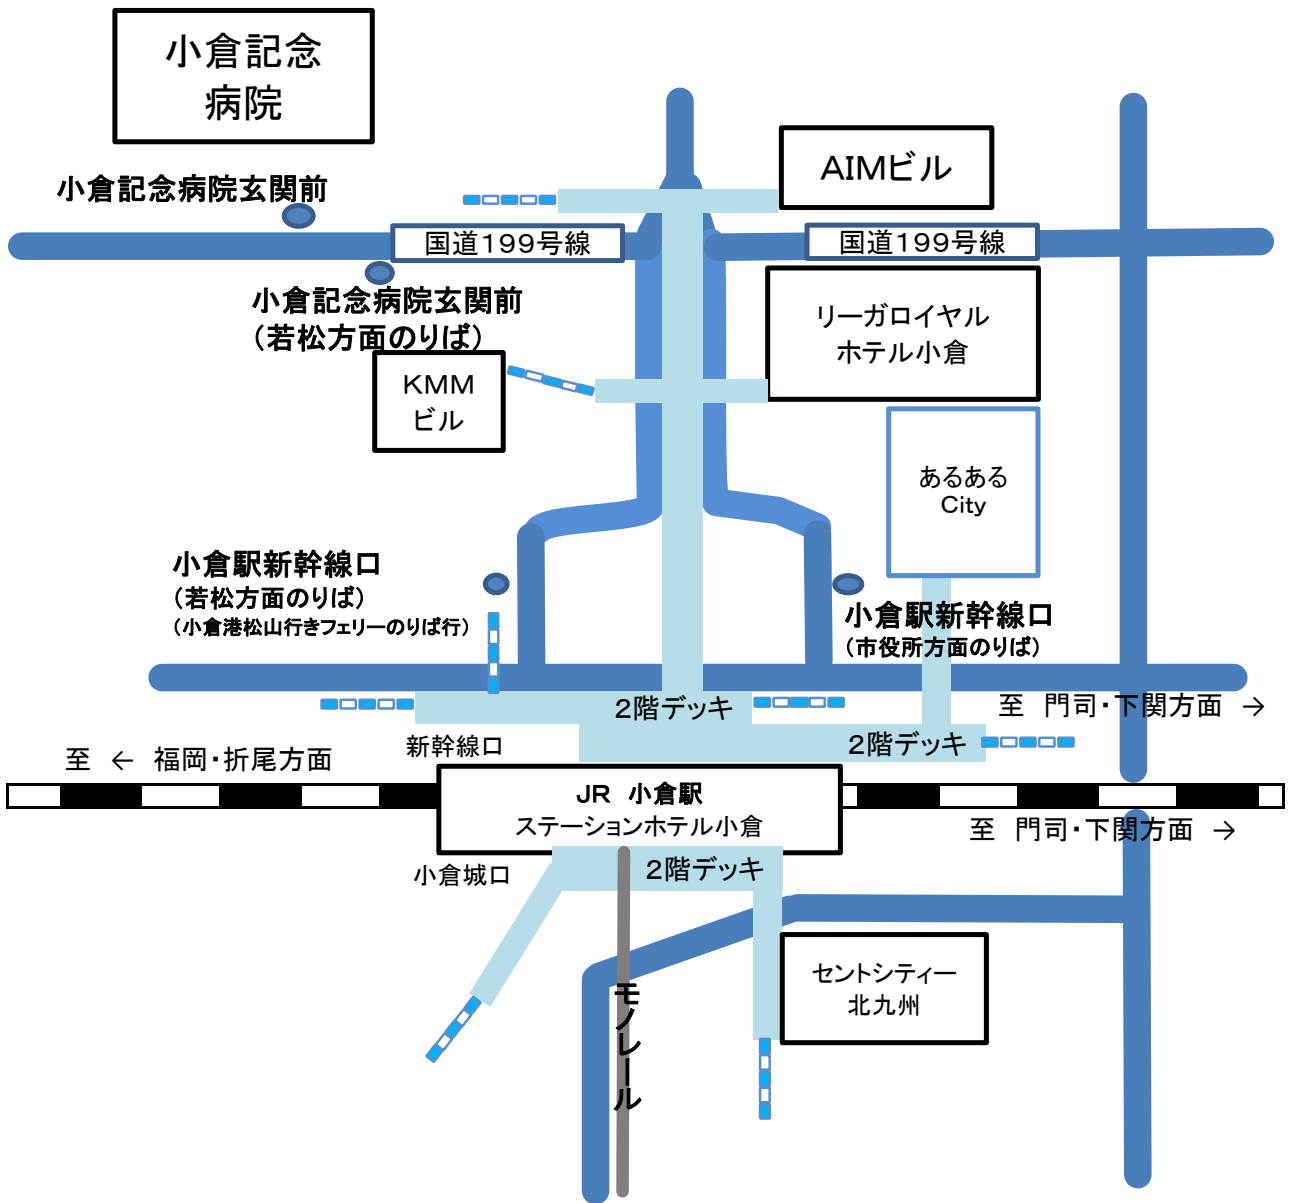 小倉記念
病院
小倉記念病院玄関前
AIMビル
国道199号線
国道199号線
小倉記念病院玄関前
（若松方面のりば）
リーガロイヤル
ホテル小倉
KMM
ビル
あるある
City
小倉駅新幹線口
（若松方面のりば）
（小倉港松山行きフェリーのりば行）
小倉駅新幹線口
（市役所方面のりば）
2階デッキ
至 門司・下関方面 →
新幹線口
2階デッキ
至 ← 福岡・折尾方面
JR 小倉駅
ステーションホテル小倉
至 門司・下関方面 →
小倉城口
2階デッキ
セントシティー
北九州
モノレール